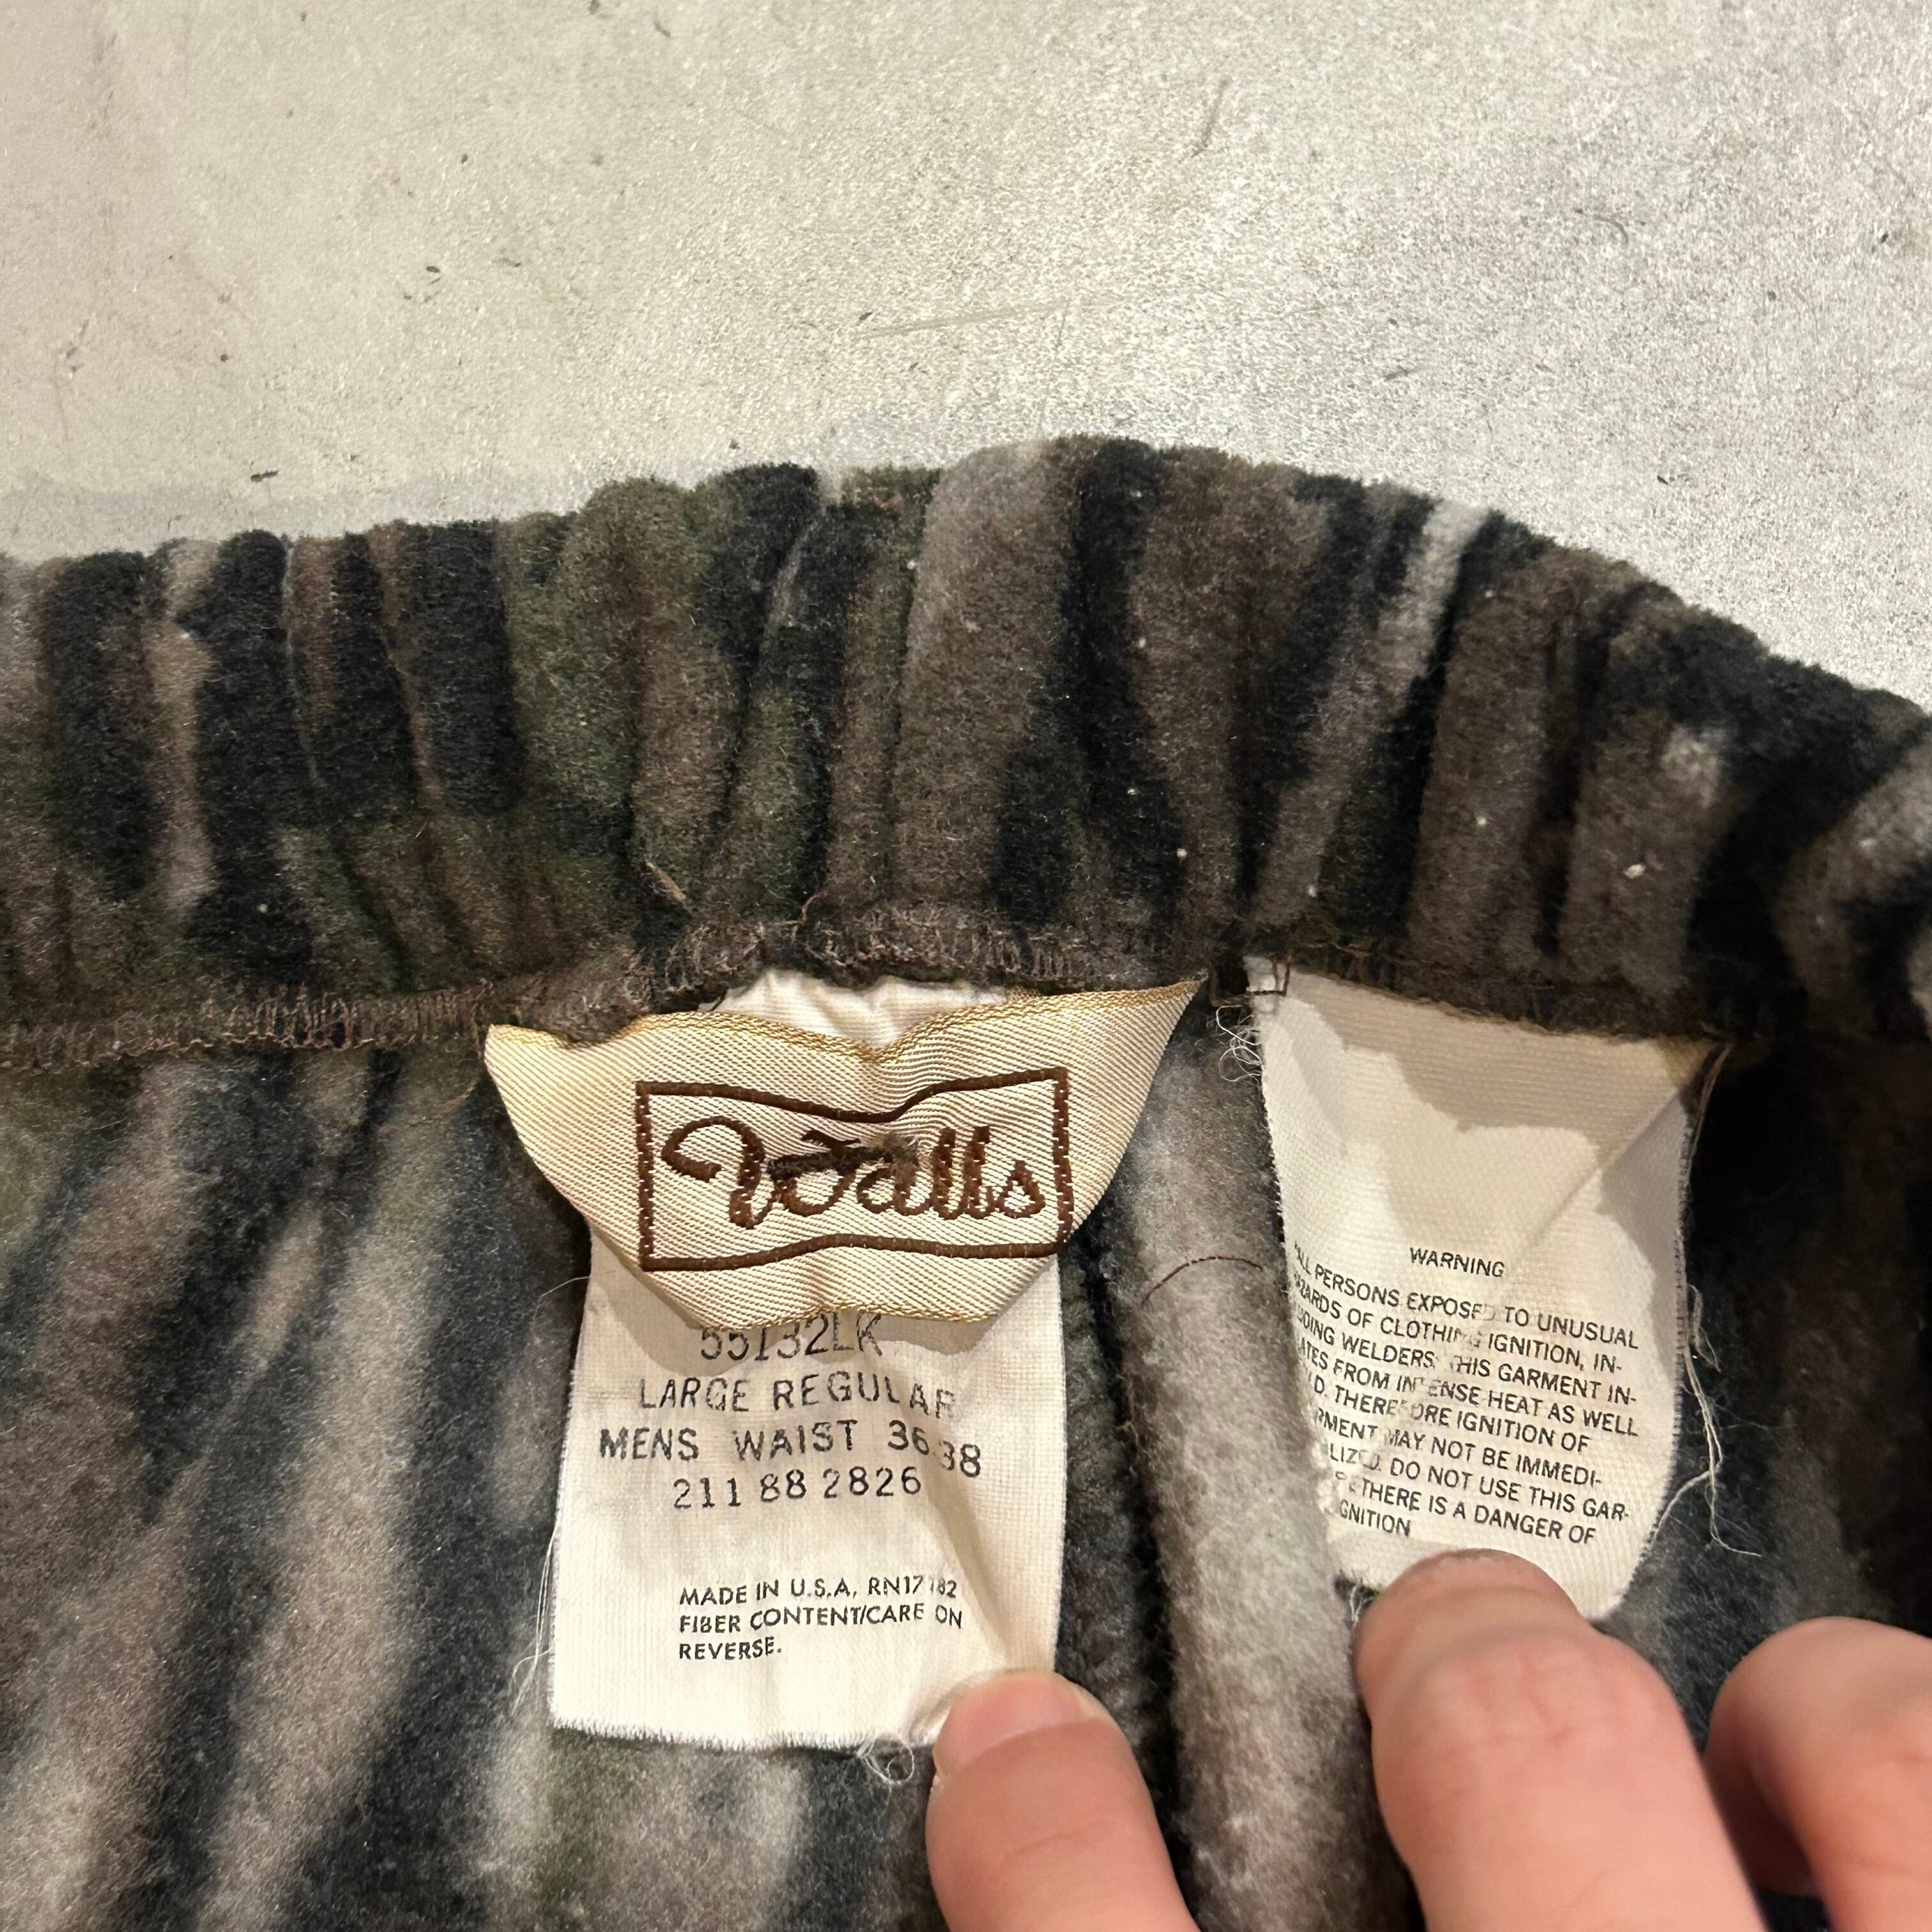 Walls
55132LK
LARGE REGULAR
MENS WAIST 36 38
211 88 2826
MADE IN U.S.A, RN17182
FIBER CONTENT/CARE ON
REVERSE.
WARNING
PERSONS EXPOSED TO UNUSUAL
OF CLOTHING IGNITION, IN-
WELDERS: THIS GARMENT IN-
FROM INTENSE HEAT AS WELL
THEREFORE IGNITION OF
MAY NOT BE IMMEDI-
DO NOT USE THIS GAR-
THERE IS A DANGER OF
IGNITION